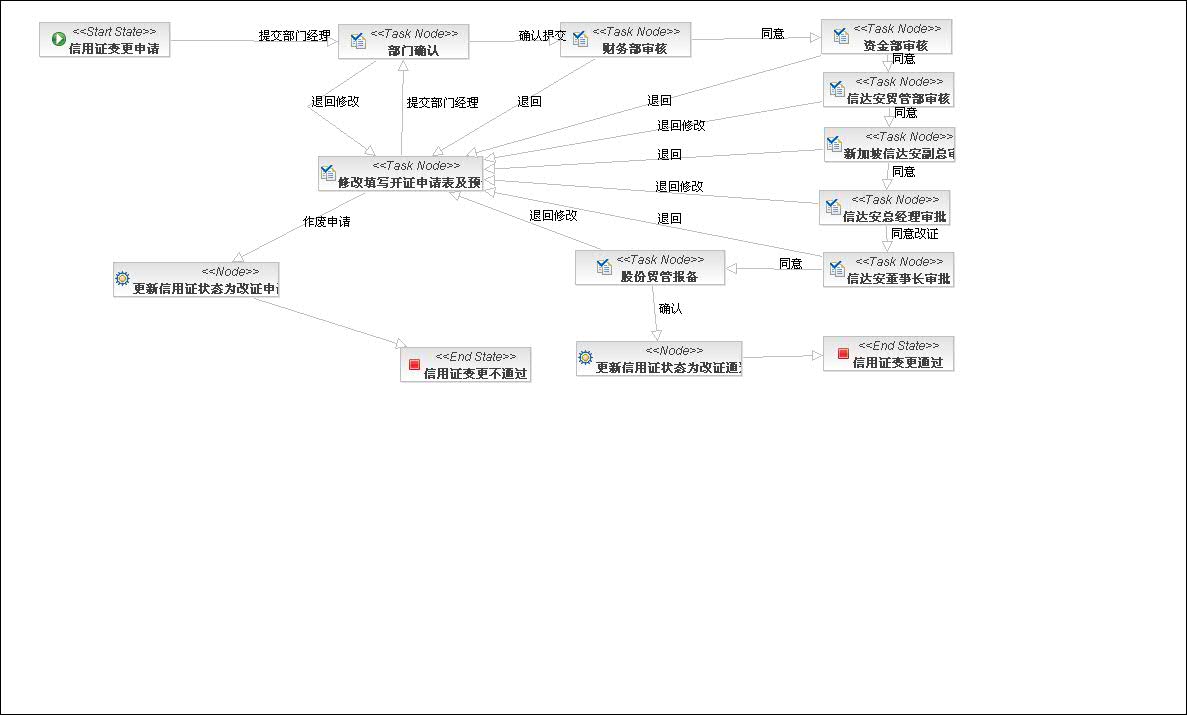 <<Start State>>
信用证变更申请
提交部门经理
<<Task Node>>
部门确认
确认提交
<<Task Node>>
财务部审核
同意
<<Task Node>>
资金部审核
同意
<<Task Node>>
信达安贸管部审核
同意
<<Task Node>>
新加坡信达安副总审
同意
<<Task Node>>
信达安总经理审批
同意改证
<<Task Node>>
信达安董事长审批
退回修改
提交部门经理
退回
退回
退回修改
退回
退回修改
退回
退回修改
<<Task Node>>
修改填写开证申请表及预
作废申请
<<Node>>
更新信用证状态为改证申
<<End State>>
信用证变更不通过
同意
<<Task Node>>
股份贸管报备
确认
<<Node>>
更新信用证状态为改证通
<<End State>>
信用证变更通过